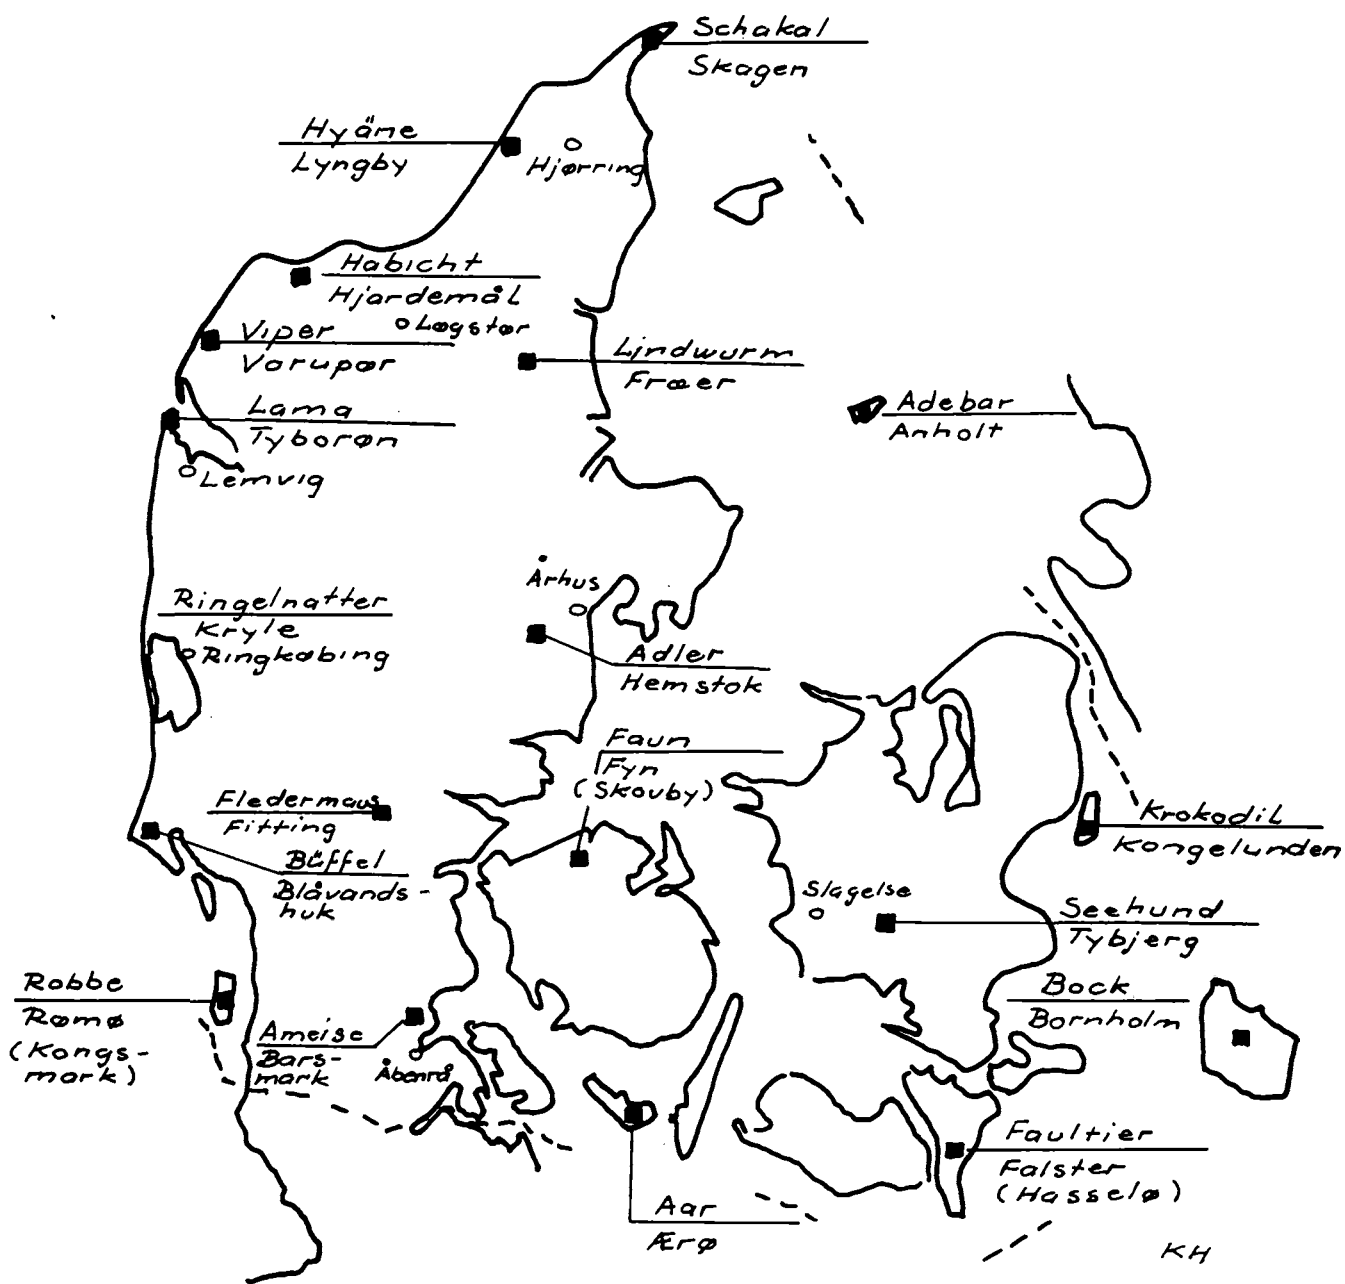 Schakal
Skagen
Hyäne
Lyngby
Hjørring
Habicht
Hjardemål
Løgstør
Viper
Vorupør
Lindwurm
Fræer
Lama
Tyborøn
Adebar
Anholt
Lemvig
Århus
Ringelnatter
Kryle
Ringkøbing
Adler
Hemstok
Faun
Fyn
(Skovby)
Fledermaus
Fitting
Krokodil
Kongelunden
Büffel
Blåvands-
huk
Slagelse
Seehund
Tybjerg
Robbe
Rømø
(Kongs-
mark)
Bock
Bornholm
Ameise
Bars-
mark
Åbenrå
Faultier
Falster
(Hasselø)
Aar
Ærø
KH